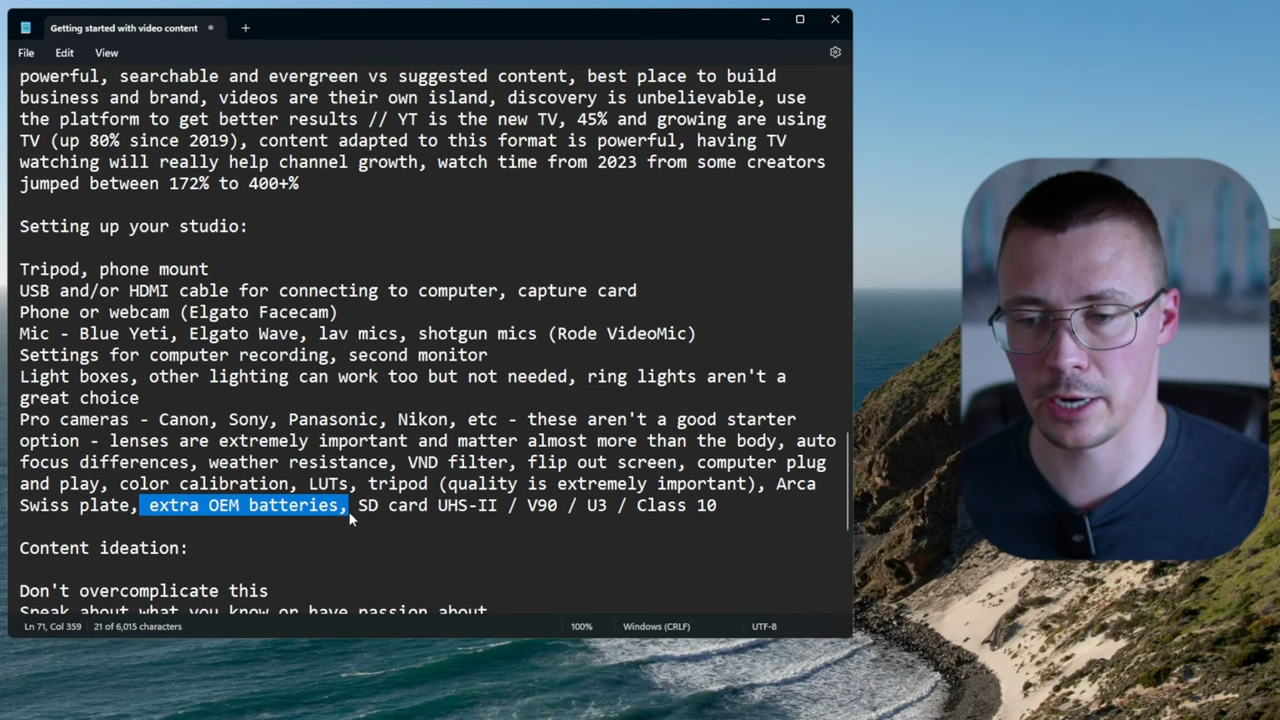 Getting started with video content
File Edit View
powerful, searchable and evergreen vs suggested content, best place to build
business and brand, videos are their own island, discovery is unbelievable, use
the platform to get better results // YT is the new TV, 45% and growing are using
TV (up 80% since 2019), content adapted to this format is powerful, having TV
watching will really help channel growth, watch time from 2023 from some creators
jumped between 172% to 400+%
Setting up your studio:
Tripod, phone mount
USB and/or HDMI cable for connecting to computer, capture card
Phone or webcam (Elgato Facecam)
Mic - Blue Yeti, Elgato Wave, lav mics, shotgun mics (Rode VideoMic)
Settings for computer recording, second monitor
Light boxes, other lighting can work too but not needed, ring lights aren't a
great choice
Pro cameras - Canon, Sony, Panasonic, Nikon, etc - these aren't a good starter
option - lenses are extremely important and matter almost more than the body, auto
focus differences, weather resistance, VND filter, flip out screen, computer plug
and play, color calibration, LUTs, tripod (quality is extremely important), Arca
Swiss plate, extra OEM batteries, SD card UHS-II / V90 / U3 / Class 10
Content ideation:
Don't overcomplicate this
Speak about what you know or have passion about
Ln 71, Col 359 21 of 6,015 characters 100% Windows (CRLF) UTF-8